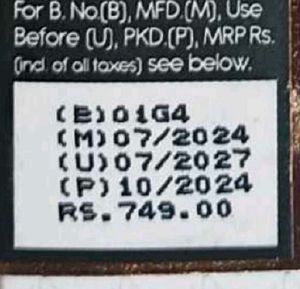 For B. No.(B), MFD.(M), Use
Before (U), PKD.(P), MRP Rs.
(incl. of all taxes) see below.
(B)01G4
(M)07/2024
(U)07/2027
(P)10/2024
RS.749.00